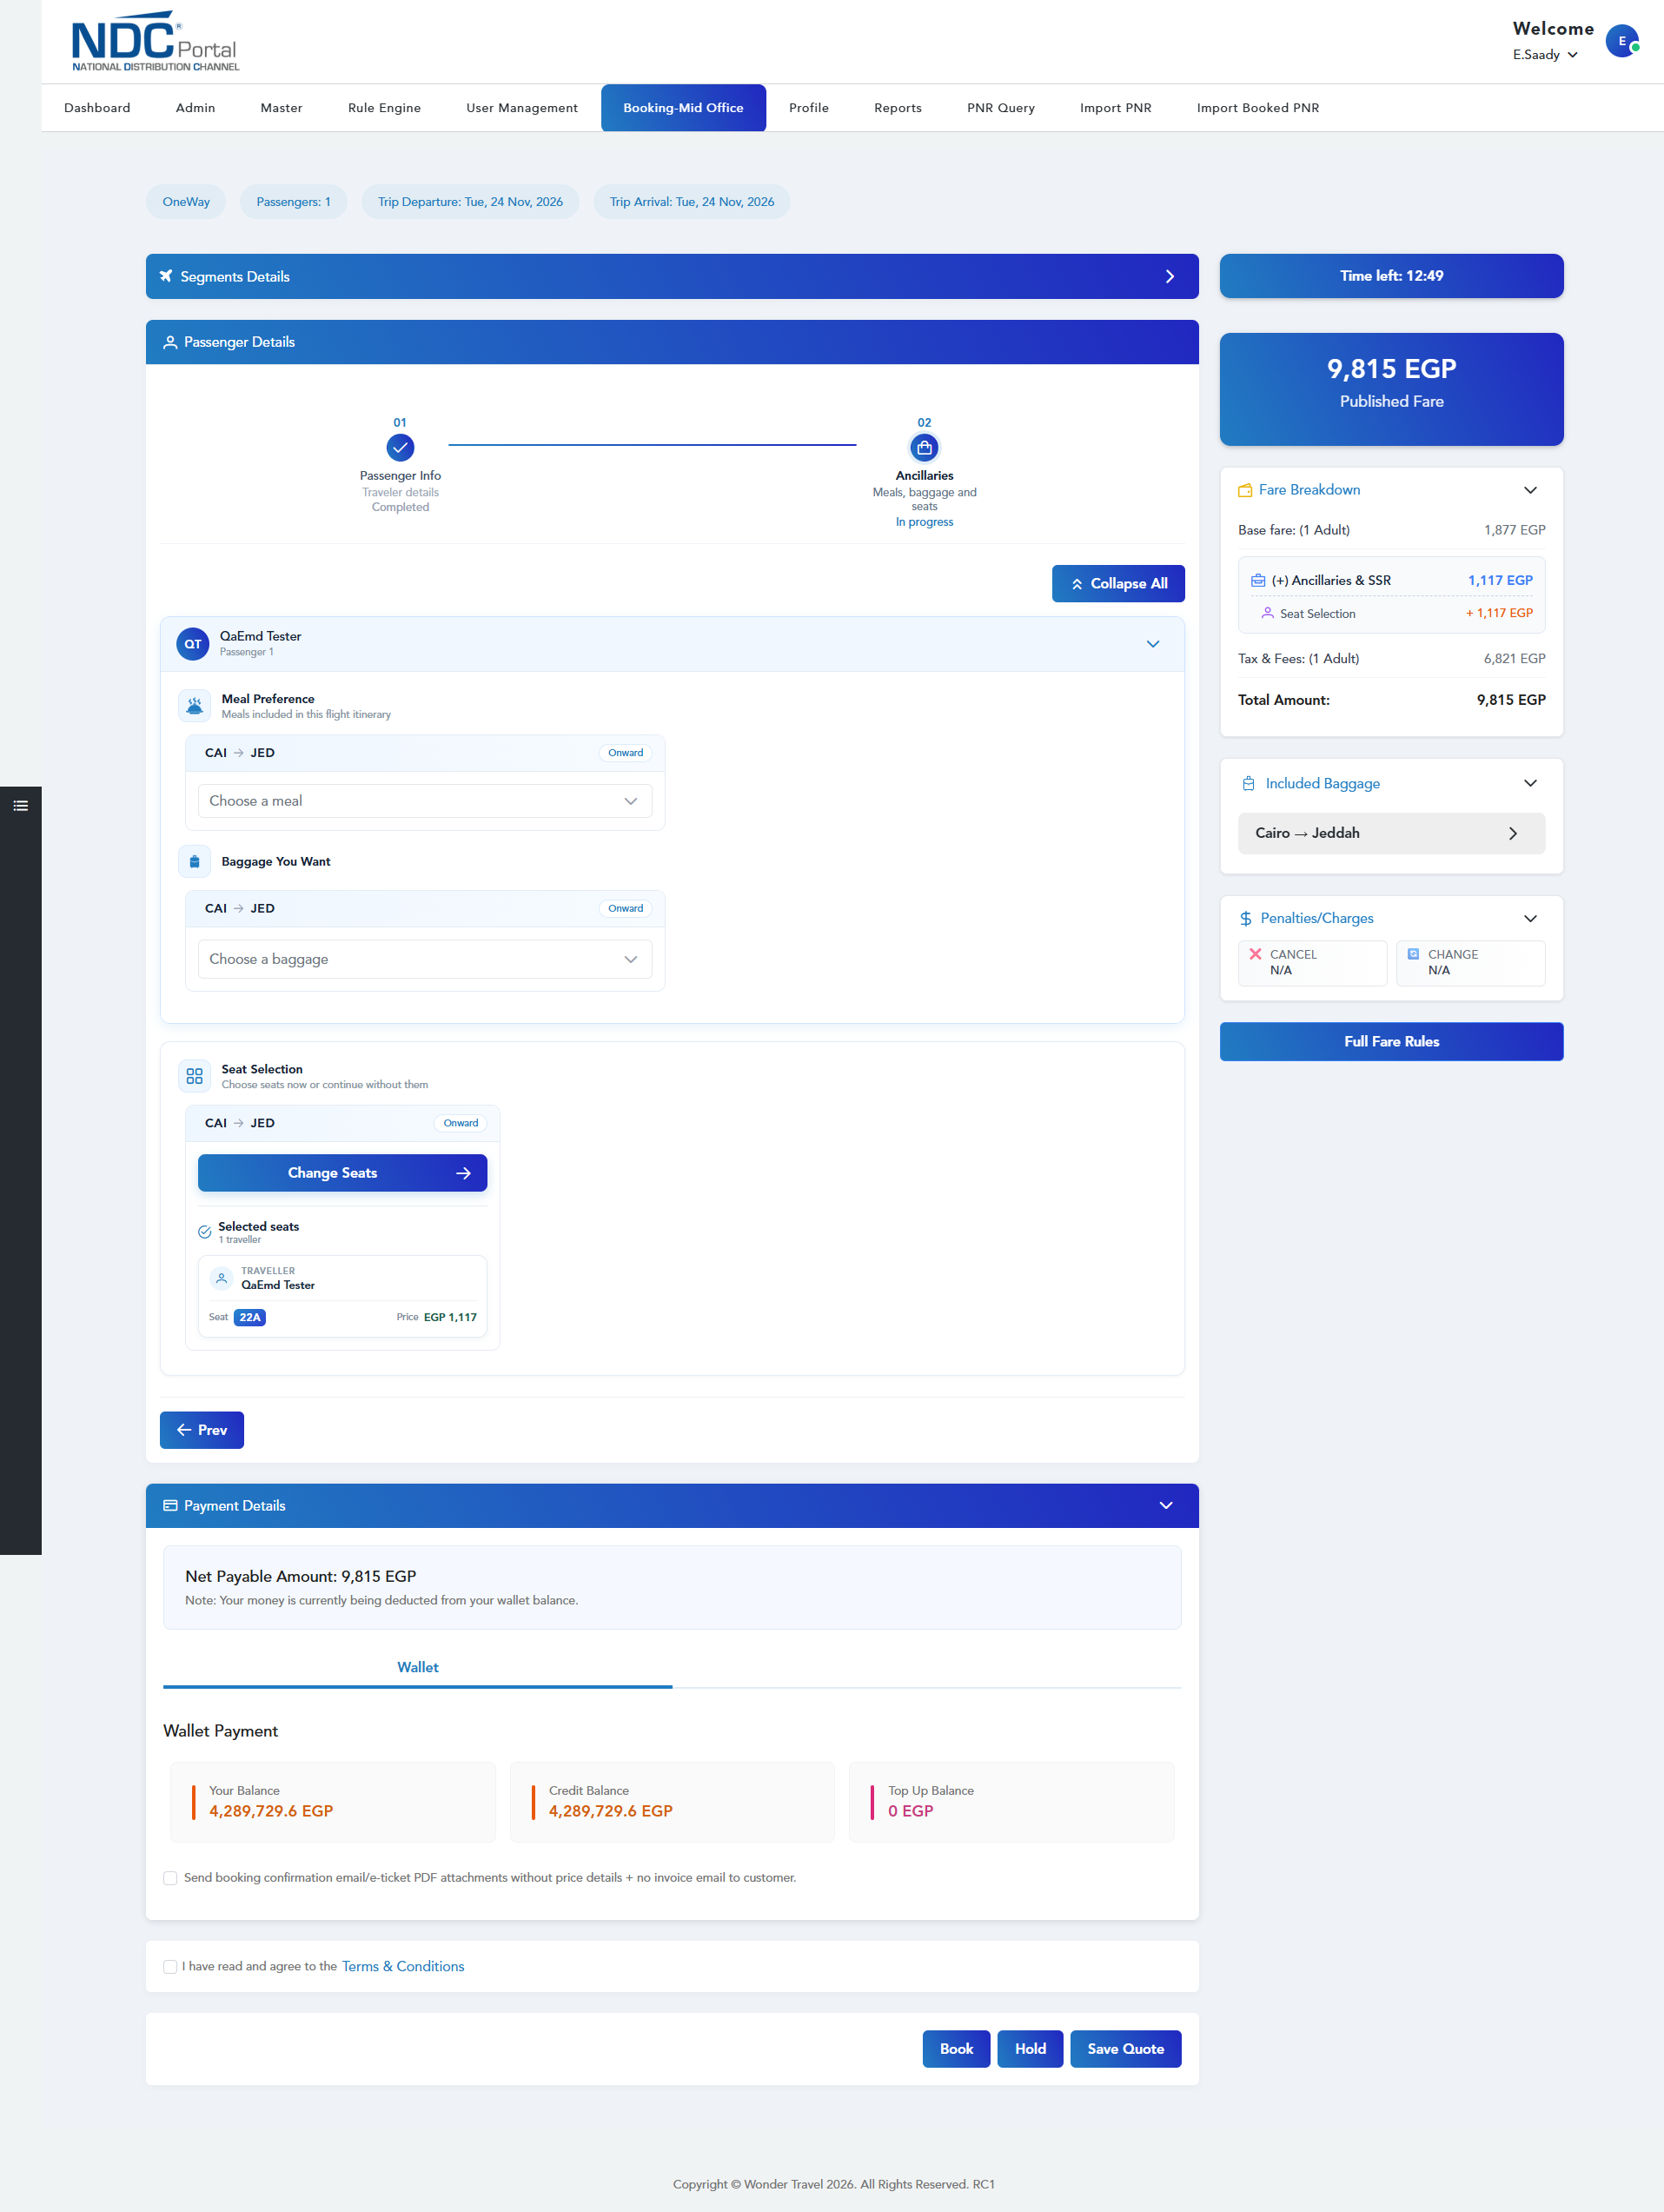 NDC® Portal
NATIONAL DISTRIBUTION CHANNEL
Welcome
E.Saady
E
Dashboard Admin Master Rule Engine User Management Booking-Mid Office Profile Reports PNR Query Import PNR Import Booked PNR
OneWay Passengers: 1 Trip Departure: Tue, 24 Nov, 2026 Trip Arrival: Tue, 24 Nov, 2026
Segments Details
Passenger Details
01
Passenger Info
Traveler details
Completed
02
Ancillaries
Meals, baggage and
seats
In progress
Collapse All
QT
QaEmd Tester
Passenger 1
Meal Preference
Meals included in this flight itinerary
CAI → JED Onward
Choose a meal
Baggage You Want
CAI → JED Onward
Choose a baggage
Seat Selection
Choose seats now or continue without them
CAI → JED Onward
Change Seats →
Selected seats
1 traveller
TRAVELLER
QaEmd Tester
Seat 22A Price EGP 1,117
← Prev
Payment Details
Net Payable Amount: 9,815 EGP
Note: Your money is currently being deducted from your wallet balance.
Wallet
Wallet Payment
Your Balance
4,289,729.6 EGP
Credit Balance
4,289,729.6 EGP
Top Up Balance
0 EGP
Send booking confirmation email/e-ticket PDF attachments without price details + no invoice email to customer.
I have read and agree to the Terms & Conditions
Book Hold Save Quote
Time left: 12:49
9,815 EGP
Published Fare
Fare Breakdown
Base fare: (1 Adult) 1,877 EGP
(+) Ancillaries & SSR 1,117 EGP
Seat Selection + 1,117 EGP
Tax & Fees: (1 Adult) 6,821 EGP
Total Amount: 9,815 EGP
Included Baggage
Cairo → Jeddah
Penalties/Charges
CANCEL
N/A
CHANGE
N/A
Full Fare Rules
Copyright © Wonder Travel 2026. All Rights Reserved. RC1